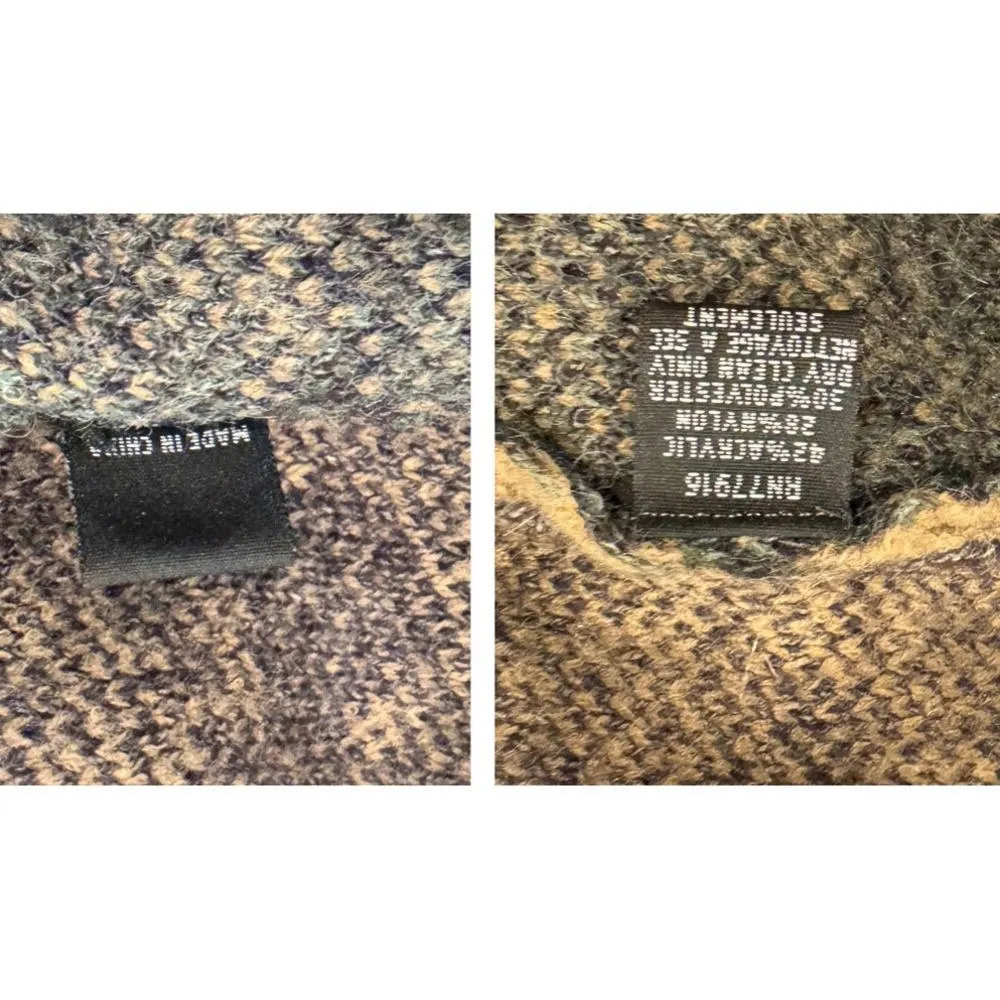 MADE IN CHINA
RN77916
42%ACRYLIC
28%NYLON
30%POLYESTER
DRY CLEAN ONLY
NETTOYAGE A SEC
SEULEMENT